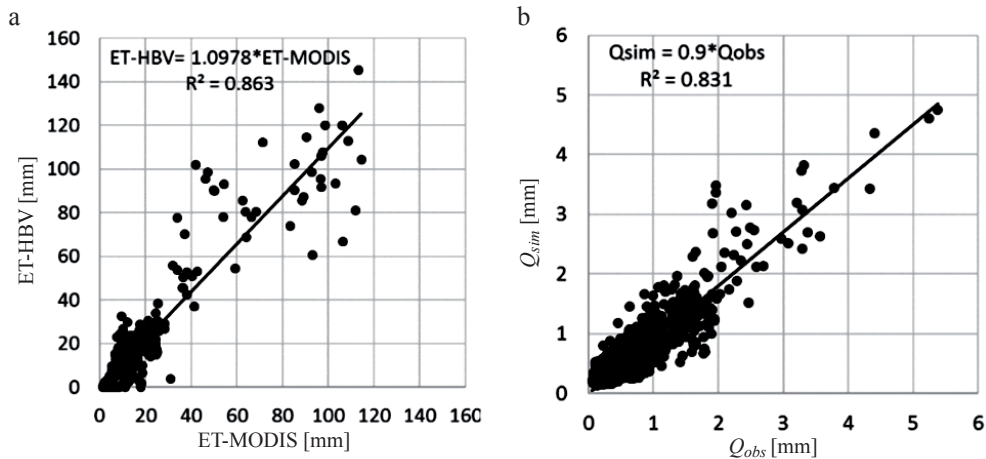 a
160
140
120
100
80
60
40
20
0
ET-HBV= 1.0978*ET-MODIS
R² = 0.863
ET-HBV [mm]
0 20 40 60 80 100 120 140 160
ET-MODIS [mm]
b
6
5
4
3
2
1
0
Qsim = 0.9*Qobs
R² = 0.831
Qsim [mm]
0 1 2 3 4 5 6
Qobs [mm]